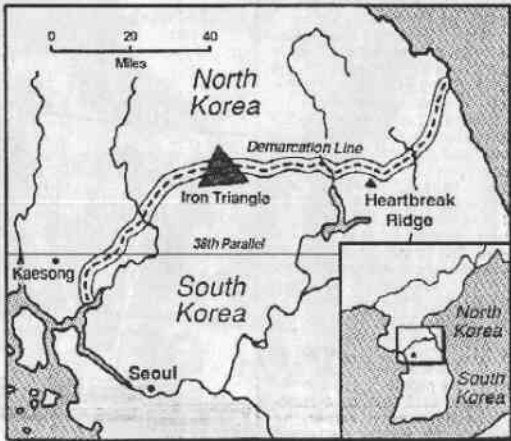 0 20 40
Miles
North
Korea
Demarcation Line
Iron Triangle
Heartbreak
Ridge
38th Parallel
Kaesong
South
Korea
Seoul
North
Korea
South
Korea